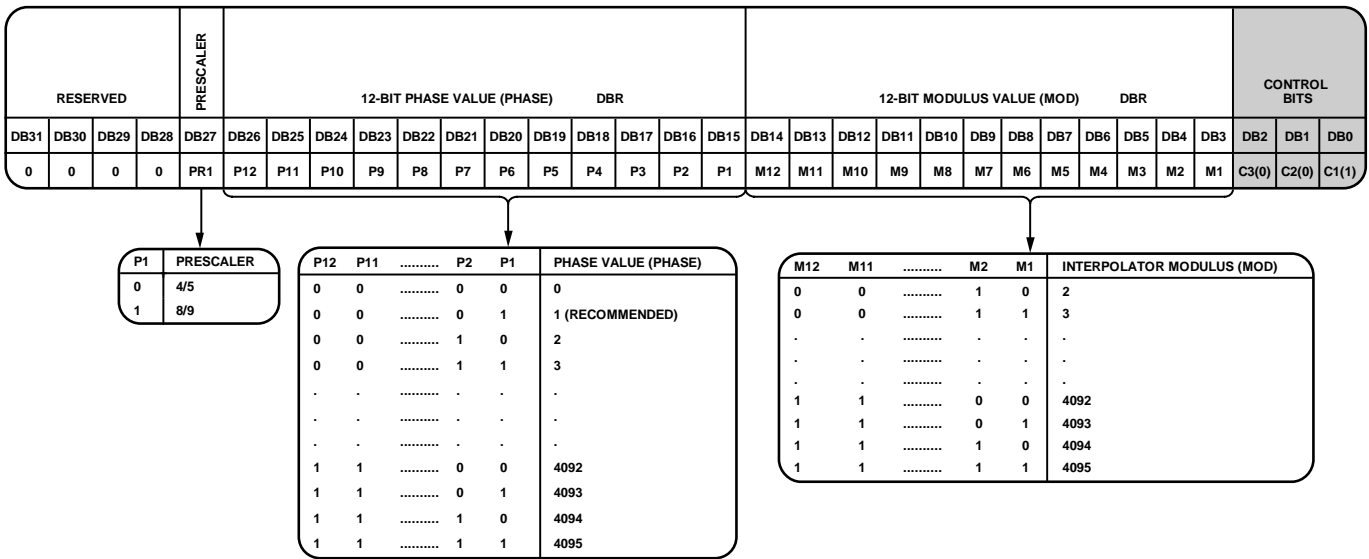 RESERVED PRESCALER 12-BIT PHASE VALUE (PHASE) DBR 12-BIT MODULUS VALUE (MOD) DBR CONTROL BITS
DB31 DB30 DB29 DB28 DB27 DB26 DB25 DB24 DB23 DB22 DB21 DB20 DB19 DB18 DB17 DB16 DB15 DB14 DB13 DB12 DB11 DB10 DB9 DB8 DB7 DB6 DB5 DB4 DB3 DB2 DB1 DB0
0 0 0 0 PR1 P12 P11 P10 P9 P8 P7 P6 P5 P4 P3 P2 P1 M12 M11 M10 M9 M8 M7 M6 M5 M4 M3 M2 M1 C3(0) C2(0) C1(1)
P1 PRESCALER
0 4/5
1 8/9
P12 P11 .......... P2 P1 PHASE VALUE (PHASE)
0 0 .......... 0 0 0
0 0 .......... 0 1 1 (RECOMMENDED)
0 0 .......... 1 0 2
0 0 .......... 1 1 3
. . .......... . . .
. . .......... . . .
. . .......... . . .
1 1 .......... 0 0 4092
1 1 .......... 0 1 4093
1 1 .......... 1 0 4094
1 1 .......... 1 1 4095
M12 M11 .......... M2 M1 INTERPOLATOR MODULUS (MOD)
0 0 .......... 1 0 2
0 0 .......... 1 1 3
. . .......... . . .
. . .......... . . .
. . .......... . . .
1 1 .......... 0 0 4092
1 1 .......... 0 1 4093
1 1 .......... 1 0 4094
1 1 .......... 1 1 4095